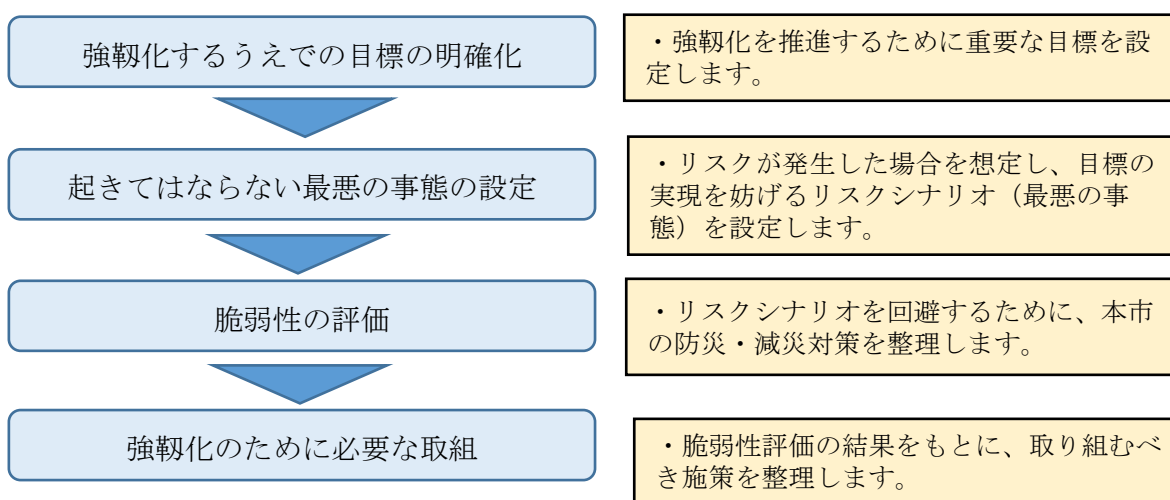 強靱化するうえでの目標の明確化
・強靱化を推進するために重要な目標を設
定します。
起きてはならない最悪の事態の設定
・リスクが発生した場合を想定し、目標の
実現を妨げるリスクシナリオ（最悪の事
態）を設定します。
脆弱性の評価
・リスクシナリオを回避するために、本市
の防災・減災対策を整理します。
強靱化のために必要な取組
・脆弱性評価の結果をもとに、取り組むべ
き施策を整理します。